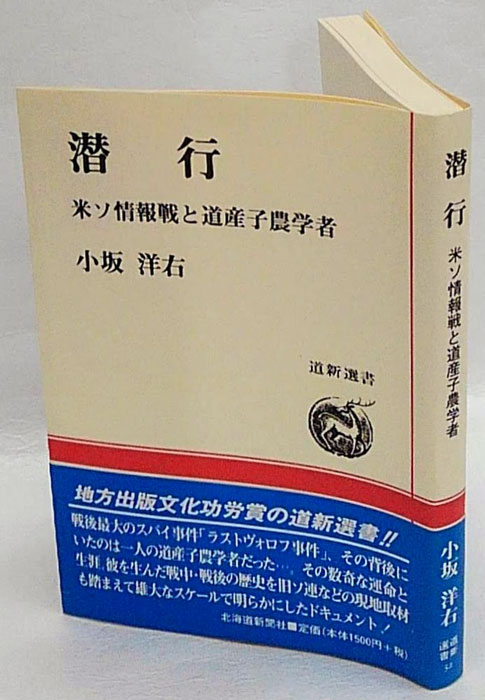 潜 行
米ソ情報戦と道産子農学者
小坂 洋右
道新選書
地方出版文化功労賞の道新選書!!
戦後最大のスパイ事件「ラストヴォロフ事件」、その背後に
いたのは一人の道産子農学者だった…。その数奇な運命と
生涯、彼を生んだ戦中・戦後の歴史を旧ソ連などの現地取材
も踏まえて雄大なスケールで明らかにしたドキュメント!
北海道新聞社■定価(本体1500円+税)
潜 行
米ソ情報戦と道産子農学者
小坂 洋右
道新
選書